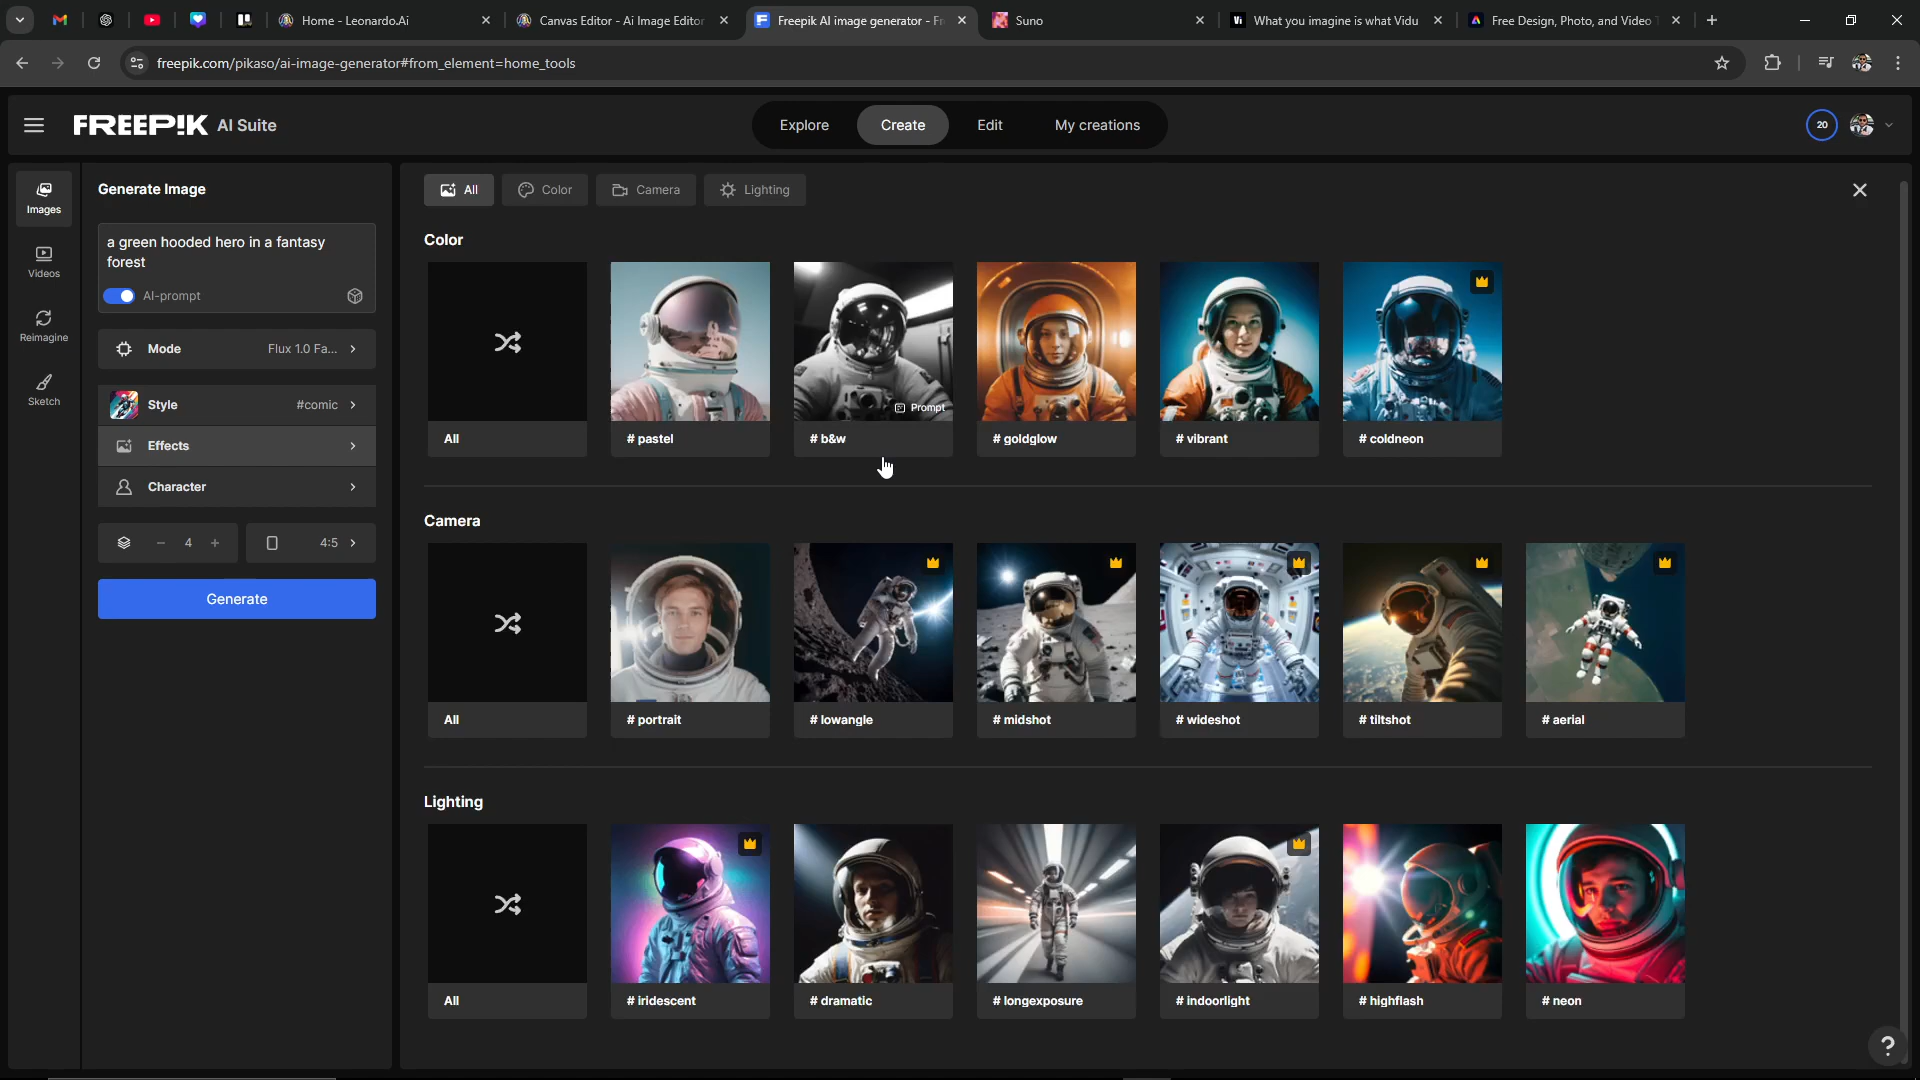 Home - Leonardo.Ai
Canvas Editor - Ai Image Editor
Freepik AI image generator - Fr
Suno
Vi
What you imagine is what Vidu
Free Design, Photo, and Video T
freepik.com/pikaso/ai-image-generator#from_element=home_tools
FREEP!K AI Suite
Explore
Create
Edit
My creations
20
Images
Videos
Reimagine
Sketch
Generate Image
a green hooded hero in a fantasy
forest
AI-prompt
Mode
Flux 1.0 Fa...
Style
#comic
Effects
Character
4
4:5
Generate
All
Color
Camera
Lighting
Color
Prompt
All
# pastel
# b&w
# goldglow
# vibrant
# coldneon
Camera
All
# portrait
# lowangle
# midshot
# wideshot
# tiltshot
# aerial
Lighting
All
# iridescent
# dramatic
# longexposure
# indoorlight
# highflash
# neon
?